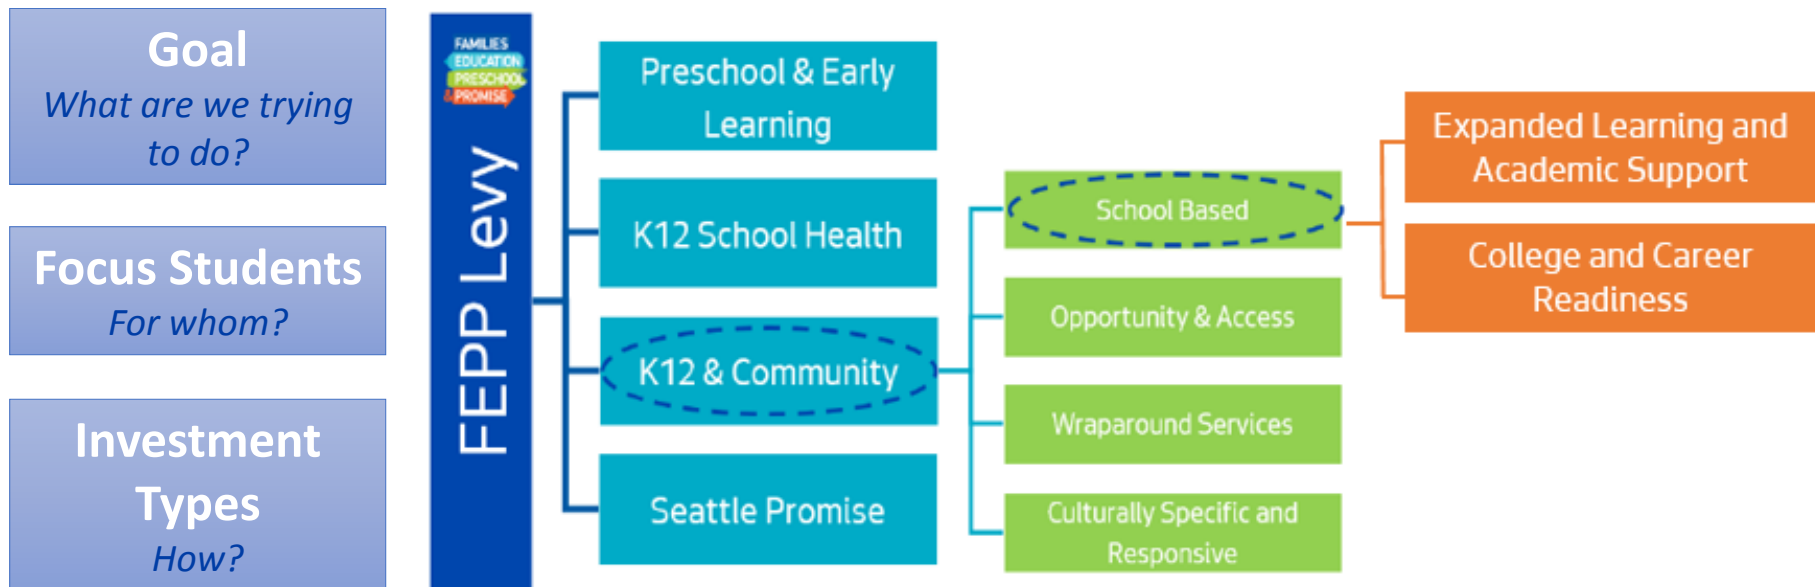 Goal
What are we trying
to do?
Focus Students
For whom?
Investment
Types
How?
FAMILIES
EDUCATION
PRESCHOOL
& PROMISE
FEPP Levy
Preschool & Early
Learning
K12 School Health
K12 & Community
Seattle Promise
School Based
Opportunity & Access
Wraparound Services
Culturally Specific and
Responsive
Expanded Learning and
Academic Support
College and Career
Readiness